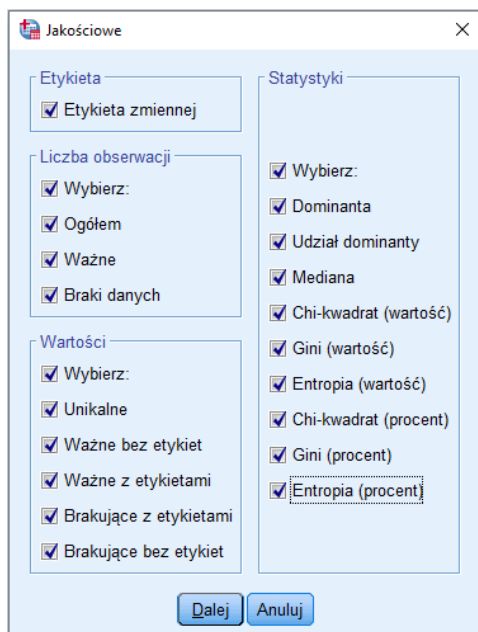 Jakościowe
Etykieta
Etykieta zmiennej
Liczba obserwacji
Wybierz:
Ogółem
Ważne
Braki danych
Wartości
Wybierz:
Unikalne
Ważne bez etykiet
Ważne z etykietami
Brakujące z etykietami
Brakujące bez etykiet
Statystyki
Wybierz:
Dominanta
Udział dominanty
Mediana
Chi-kwadrat (wartość)
Gini (wartość)
Entropia (wartość)
Chi-kwadrat (procent)
Gini (procent)
Entropia (procent)
Dalej
Anuluj